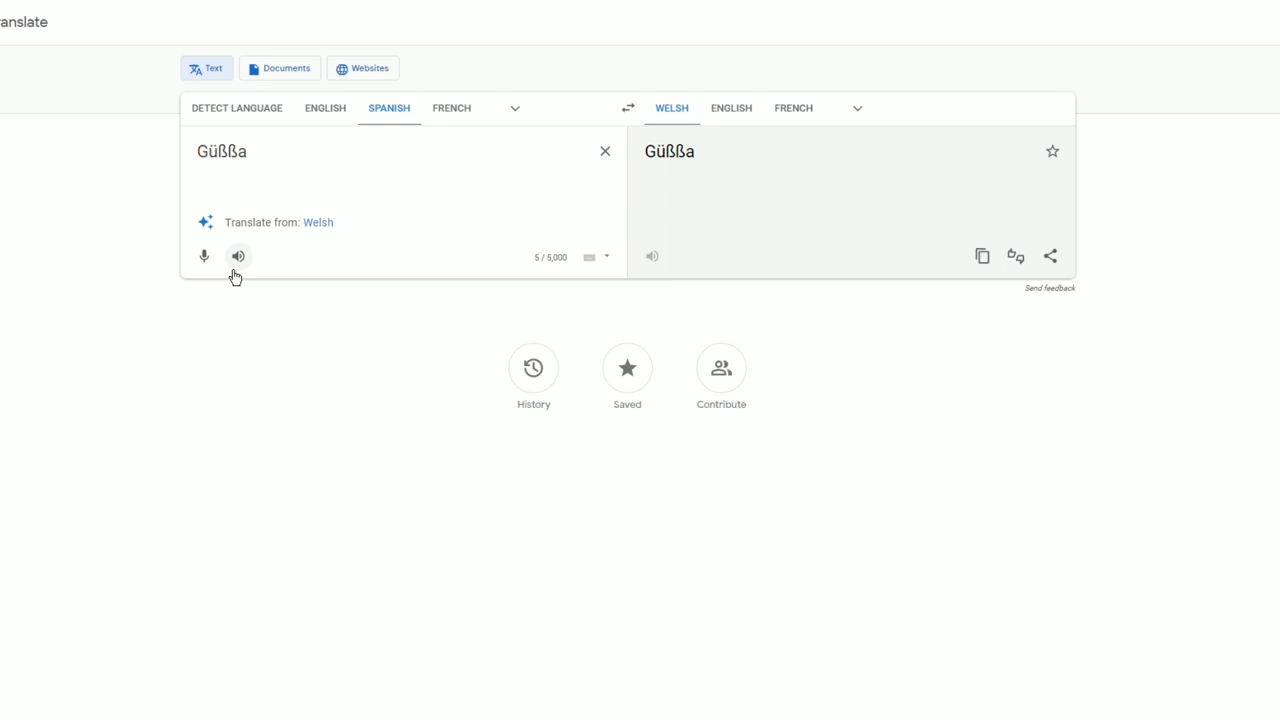 ranslate
Text Documents Websites
DETECT LANGUAGE ENGLISH SPANISH FRENCH WELSH ENGLISH FRENCH
Güßßa
Güßßa
Translate from: Welsh
5 / 5,000
Send feedback
History Saved Contribute